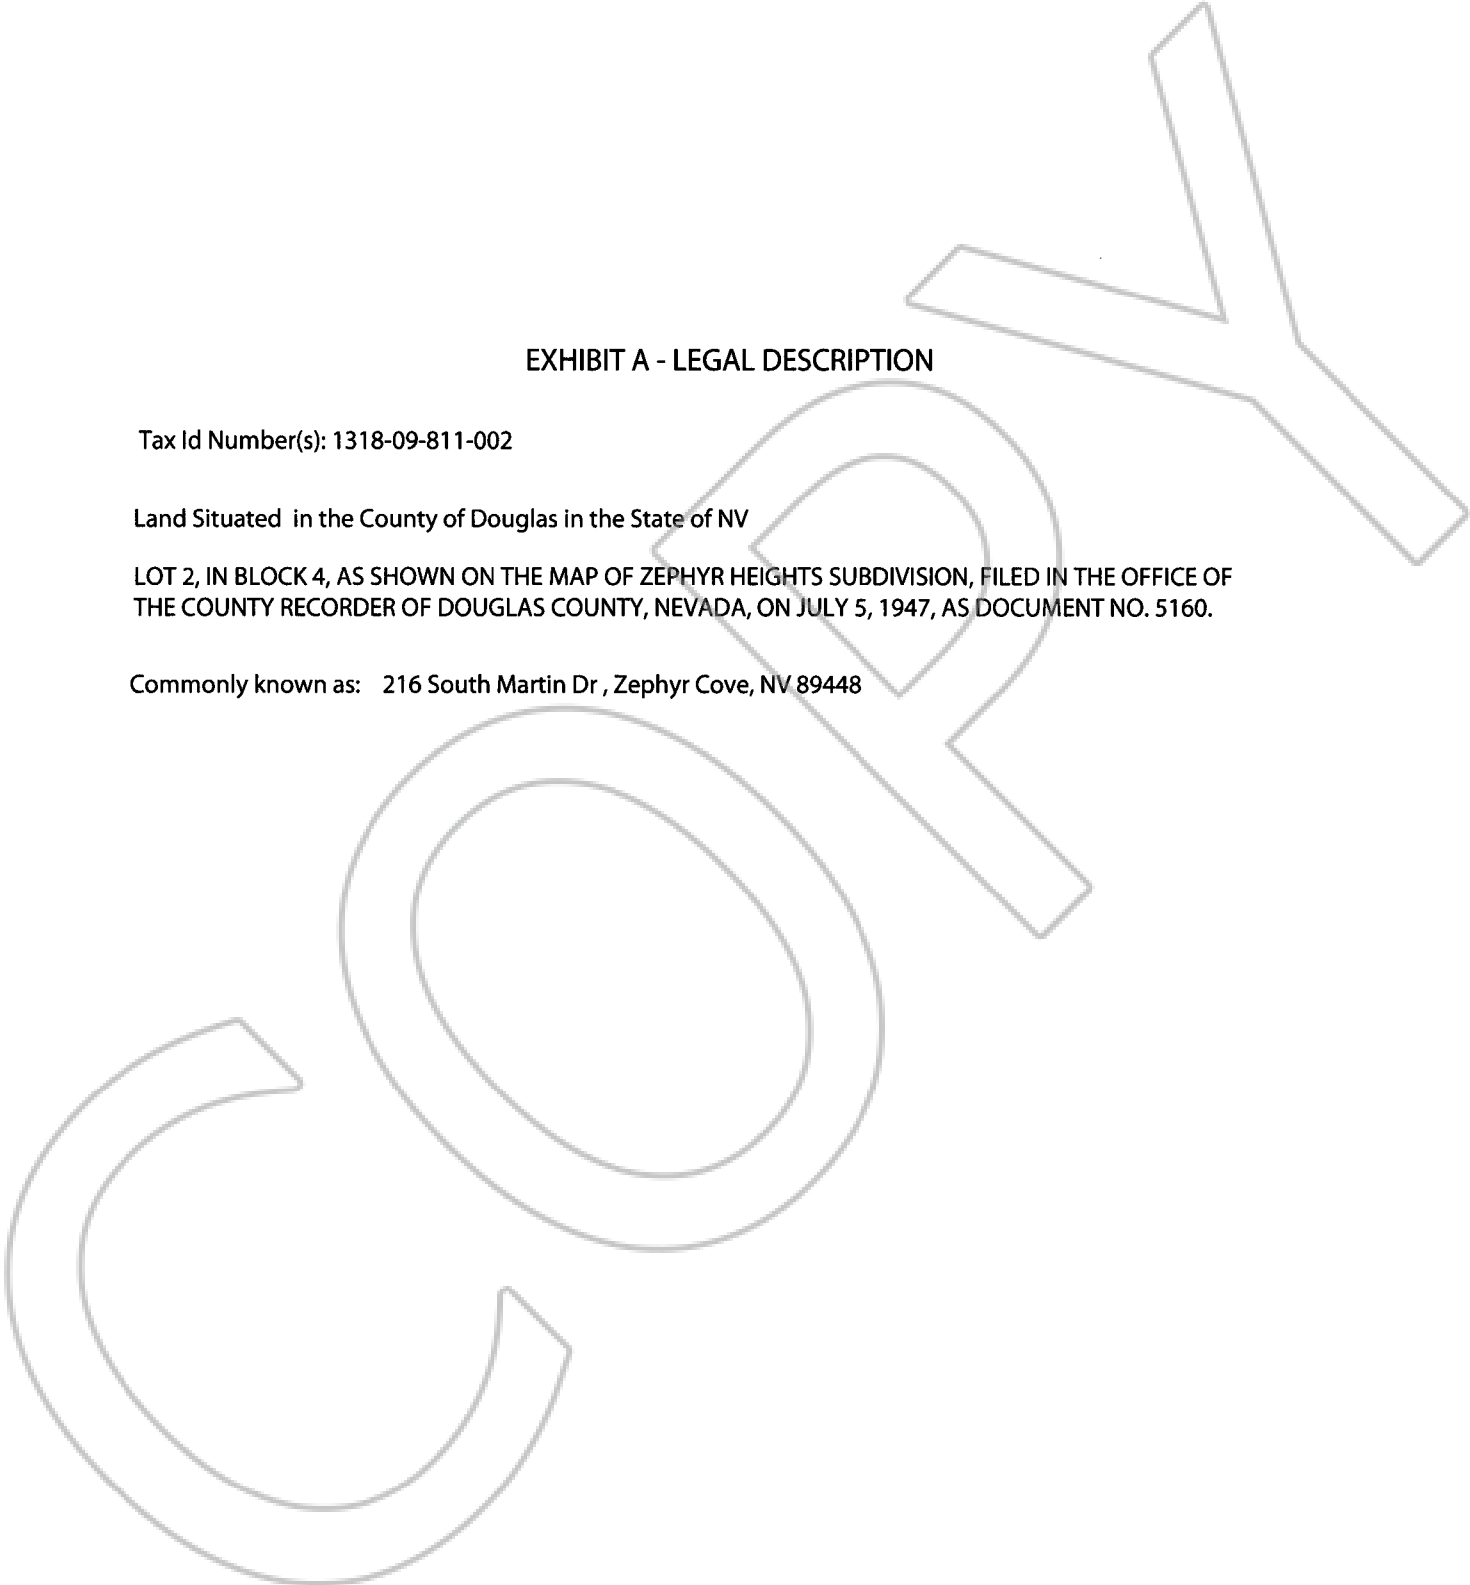 EXHIBIT A - LEGAL DESCRIPTION
Tax Id Number(s): 1318-09-811-002
Land Situated in the County of Douglas in the State of NV
LOT 2, IN BLOCK 4, AS SHOWN ON THE MAP OF ZEPHYR HEIGHTS SUBDIVISION, FILED IN THE OFFICE OF
THE COUNTY RECORDER OF DOUGLAS COUNTY, NEVADA, ON JULY 5, 1947, AS DOCUMENT NO. 5160.
Commonly known as: 216 South Martin Dr , Zephyr Cove, NV 89448
COPY